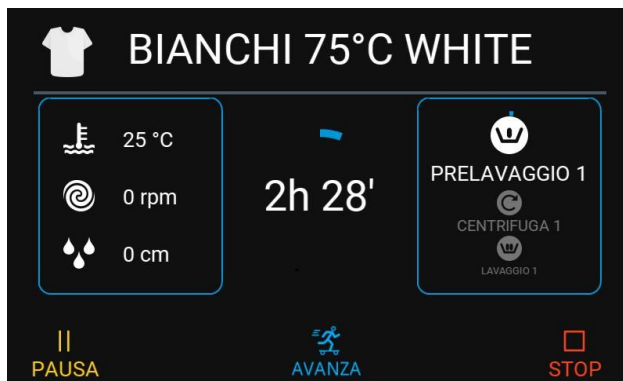 BIANCHI 75°C WHITE
25 °C
0 rpm
0 cm
2h 28'
PRELAVAGGIO 1
CENTRIFUGA 1
LAVAGGIO 1
PAUSA
AVANZA
STOP